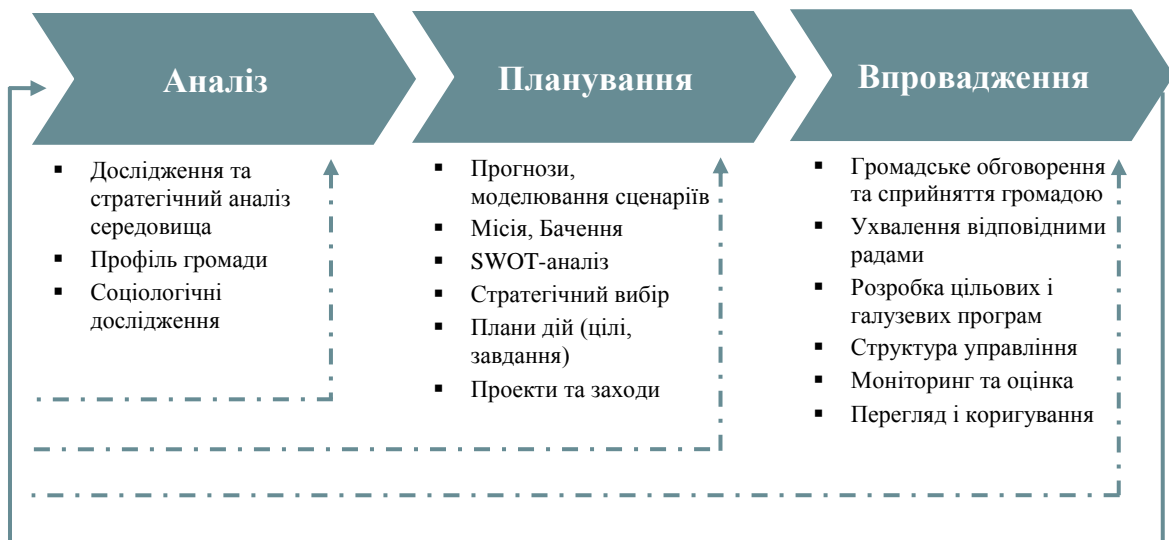 Аналіз
Дослідження та
стратегічний аналіз
середовища
Профіль громади
Соціологічні
дослідження
Планування
Прогнози,
моделювання сценаріїв
Місія, Бачення
SWOT-аналіз
Стратегічний вибір
Плани дій (цілі,
завдання)
Проекти та заходи
Впровадження
Громадське обговорення
та сприйняття громадою
Ухвалення відповідними
радами
Розробка цільових і
галузевих програм
Структура управління
Моніторинг та оцінка
Перегляд і коригування